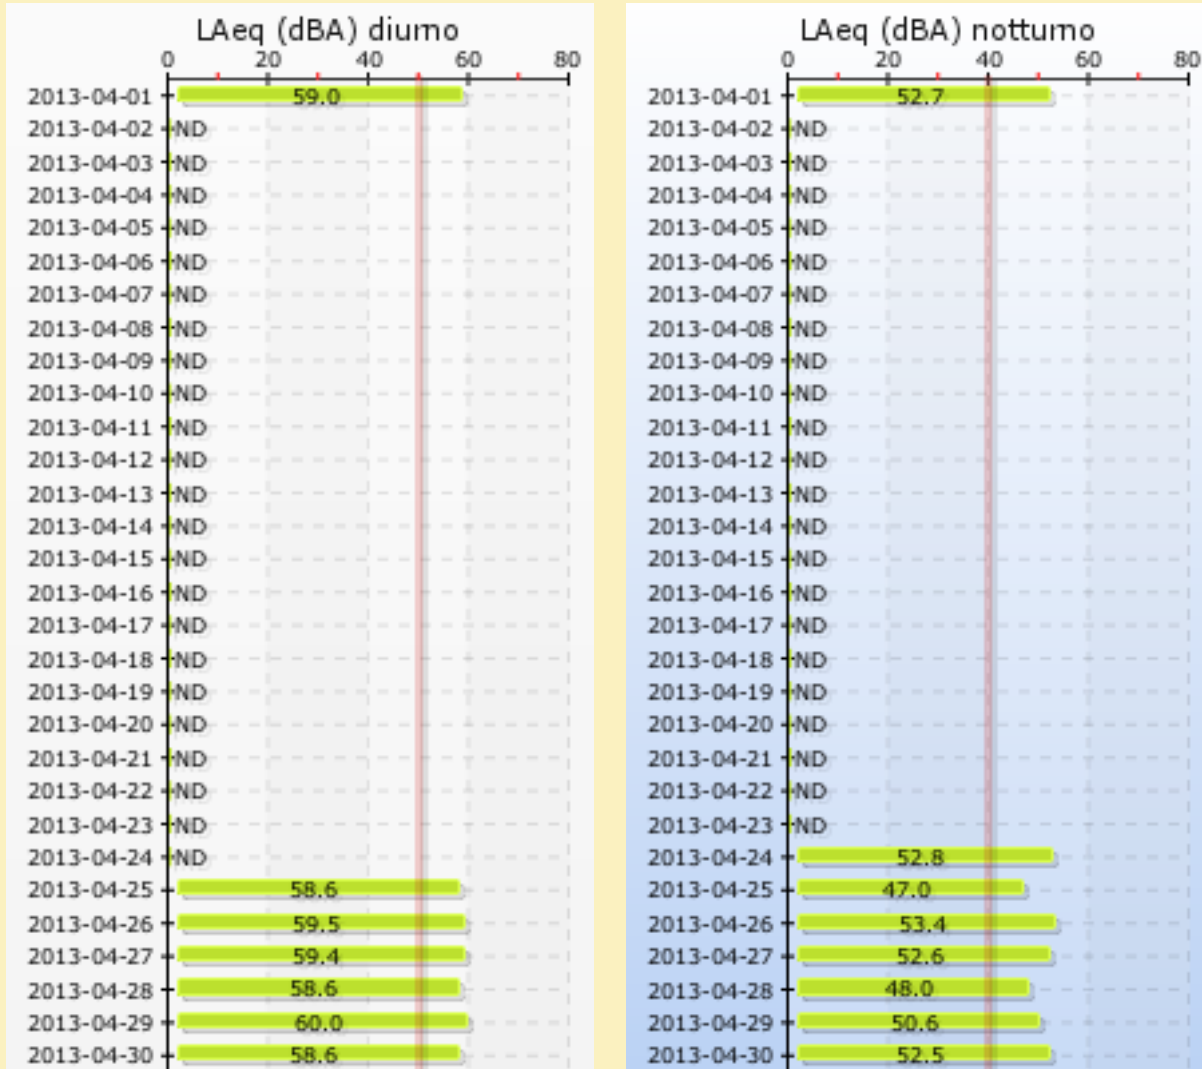 LAeq (dBA) diurno
0 20 40 60 80
2013-04-01 59.0
2013-04-02 ND
2013-04-03 ND
2013-04-04 ND
2013-04-05 ND
2013-04-06 ND
2013-04-07 ND
2013-04-08 ND
2013-04-09 ND
2013-04-10 ND
2013-04-11 ND
2013-04-12 ND
2013-04-13 ND
2013-04-14 ND
2013-04-15 ND
2013-04-16 ND
2013-04-17 ND
2013-04-18 ND
2013-04-19 ND
2013-04-20 ND
2013-04-21 ND
2013-04-22 ND
2013-04-23 ND
2013-04-24 ND
2013-04-25 58.6
2013-04-26 59.5
2013-04-27 59.4
2013-04-28 58.6
2013-04-29 60.0
2013-04-30 58.6
LAeq (dBA) notturno
0 20 40 60 80
2013-04-01 52.7
2013-04-02 ND
2013-04-03 ND
2013-04-04 ND
2013-04-05 ND
2013-04-06 ND
2013-04-07 ND
2013-04-08 ND
2013-04-09 ND
2013-04-10 ND
2013-04-11 ND
2013-04-12 ND
2013-04-13 ND
2013-04-14 ND
2013-04-15 ND
2013-04-16 ND
2013-04-17 ND
2013-04-18 ND
2013-04-19 ND
2013-04-20 ND
2013-04-21 ND
2013-04-22 ND
2013-04-23 ND
2013-04-24 52.8
2013-04-25 47.0
2013-04-26 53.4
2013-04-27 52.6
2013-04-28 48.0
2013-04-29 50.6
2013-04-30 52.5